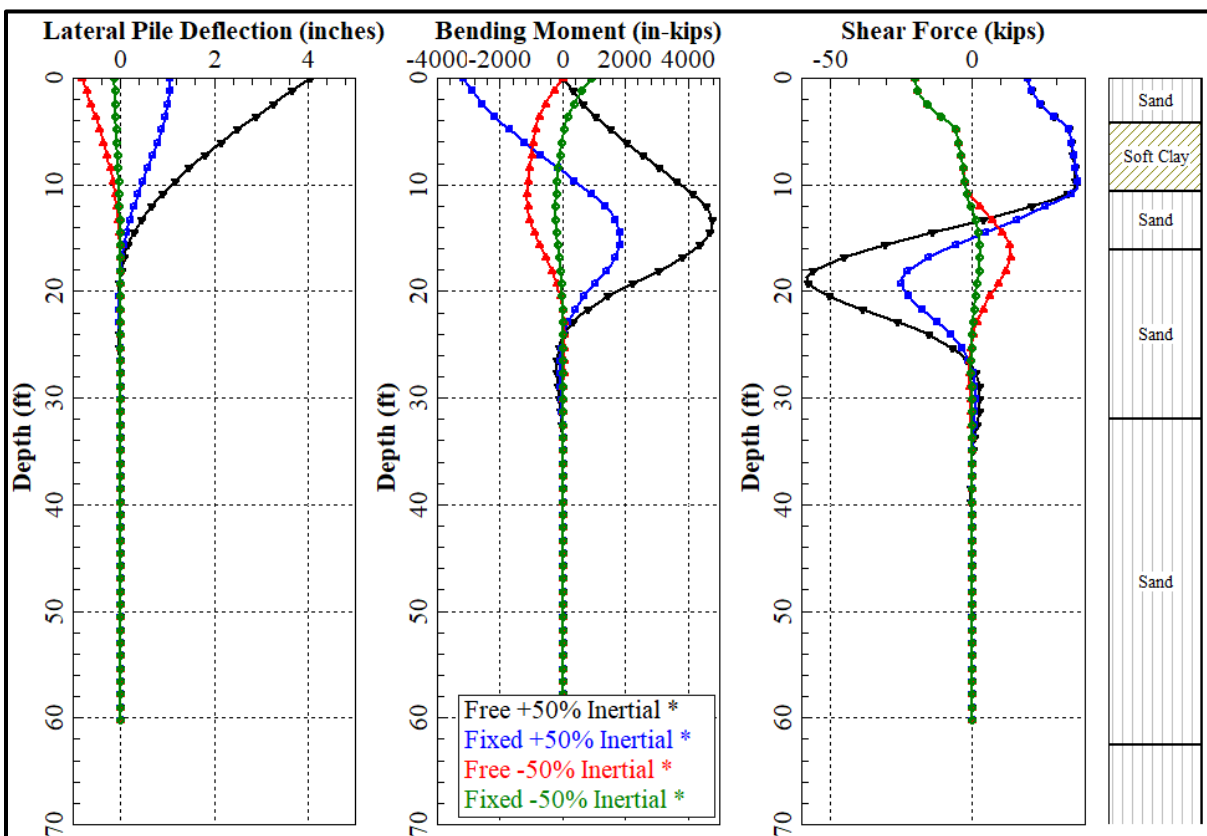 Lateral Pile Deflection (inches)
0 2 4
Depth (ft)
0
10
20
30
40
50
60
70
Bending Moment (in-kips)
-4000 -2000 0 2000 4000
Depth (ft)
0
10
20
30
40
50
60
70
Free +50% Inertial *
Fixed +50% Inertial *
Free -50% Inertial *
Fixed -50% Inertial *
Shear Force (kips)
-50 0
Depth (ft)
0
10
20
30
40
50
60
70
Sand
Soft Clay
Sand
Sand
Sand